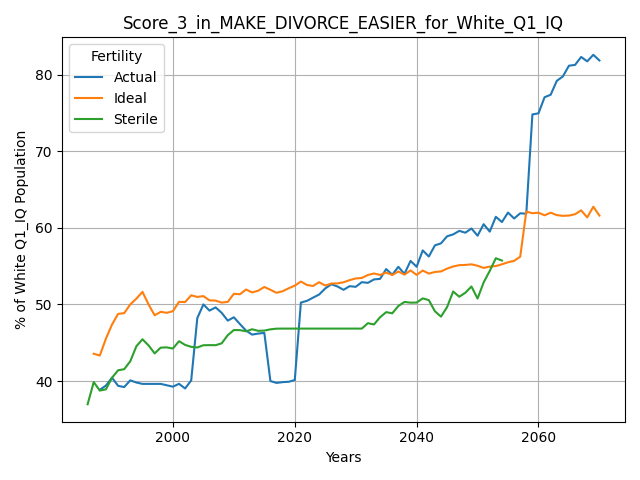 Score_3_in_MAKE_DIVORCE_EASIER_for_White_Q1_IQ
Fertility
Actual
Ideal
Sterile
% of White Q1_IQ Population
80
70
60
50
40
2000 2020 2040 2060
Years